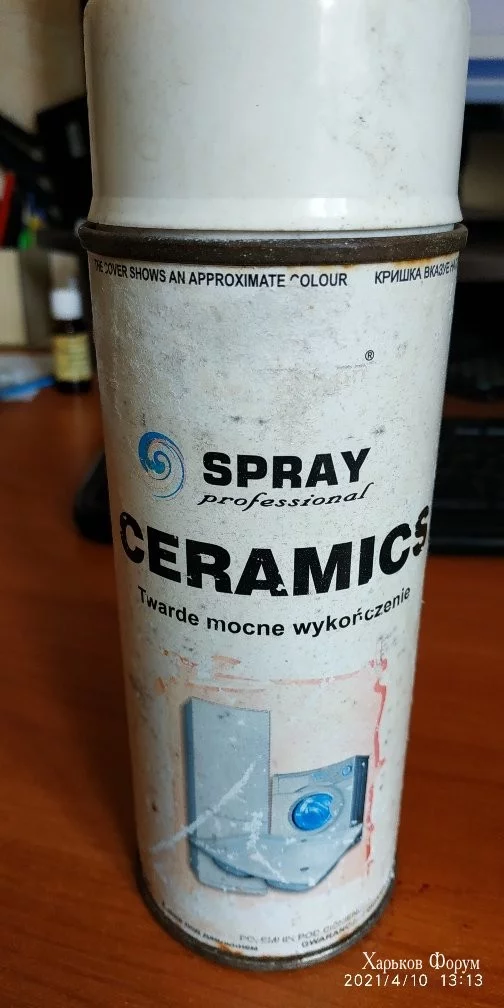 THE COVER SHOWS AN APPROXIMATE COLOUR КРИШКА ВКАЗУЄ
®
SPRAY
professional
CERAMICS
Twarde mocne wykończenie
Харьков Форум
2021/4/10 13:13